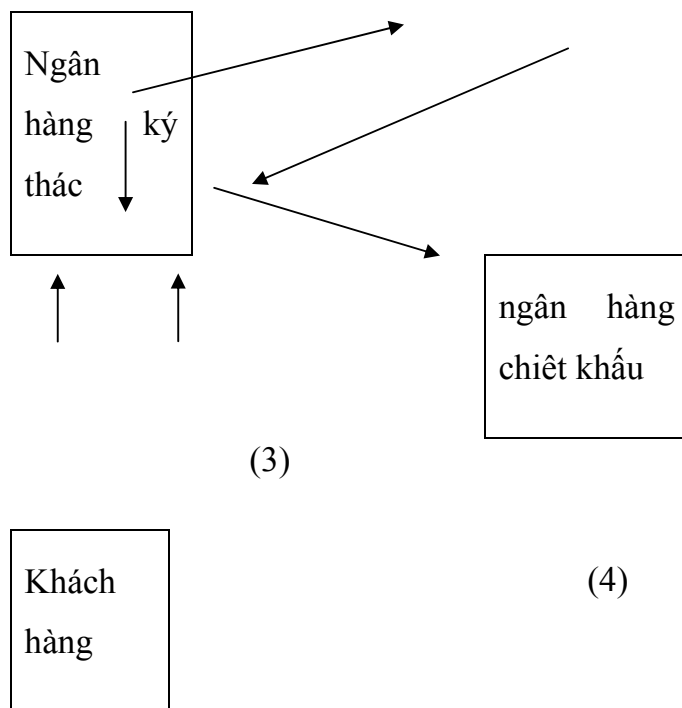 Ngân
hàng ký
thác
ngân hàng
chiêt khấu
(3)
Khách
hàng
(4)